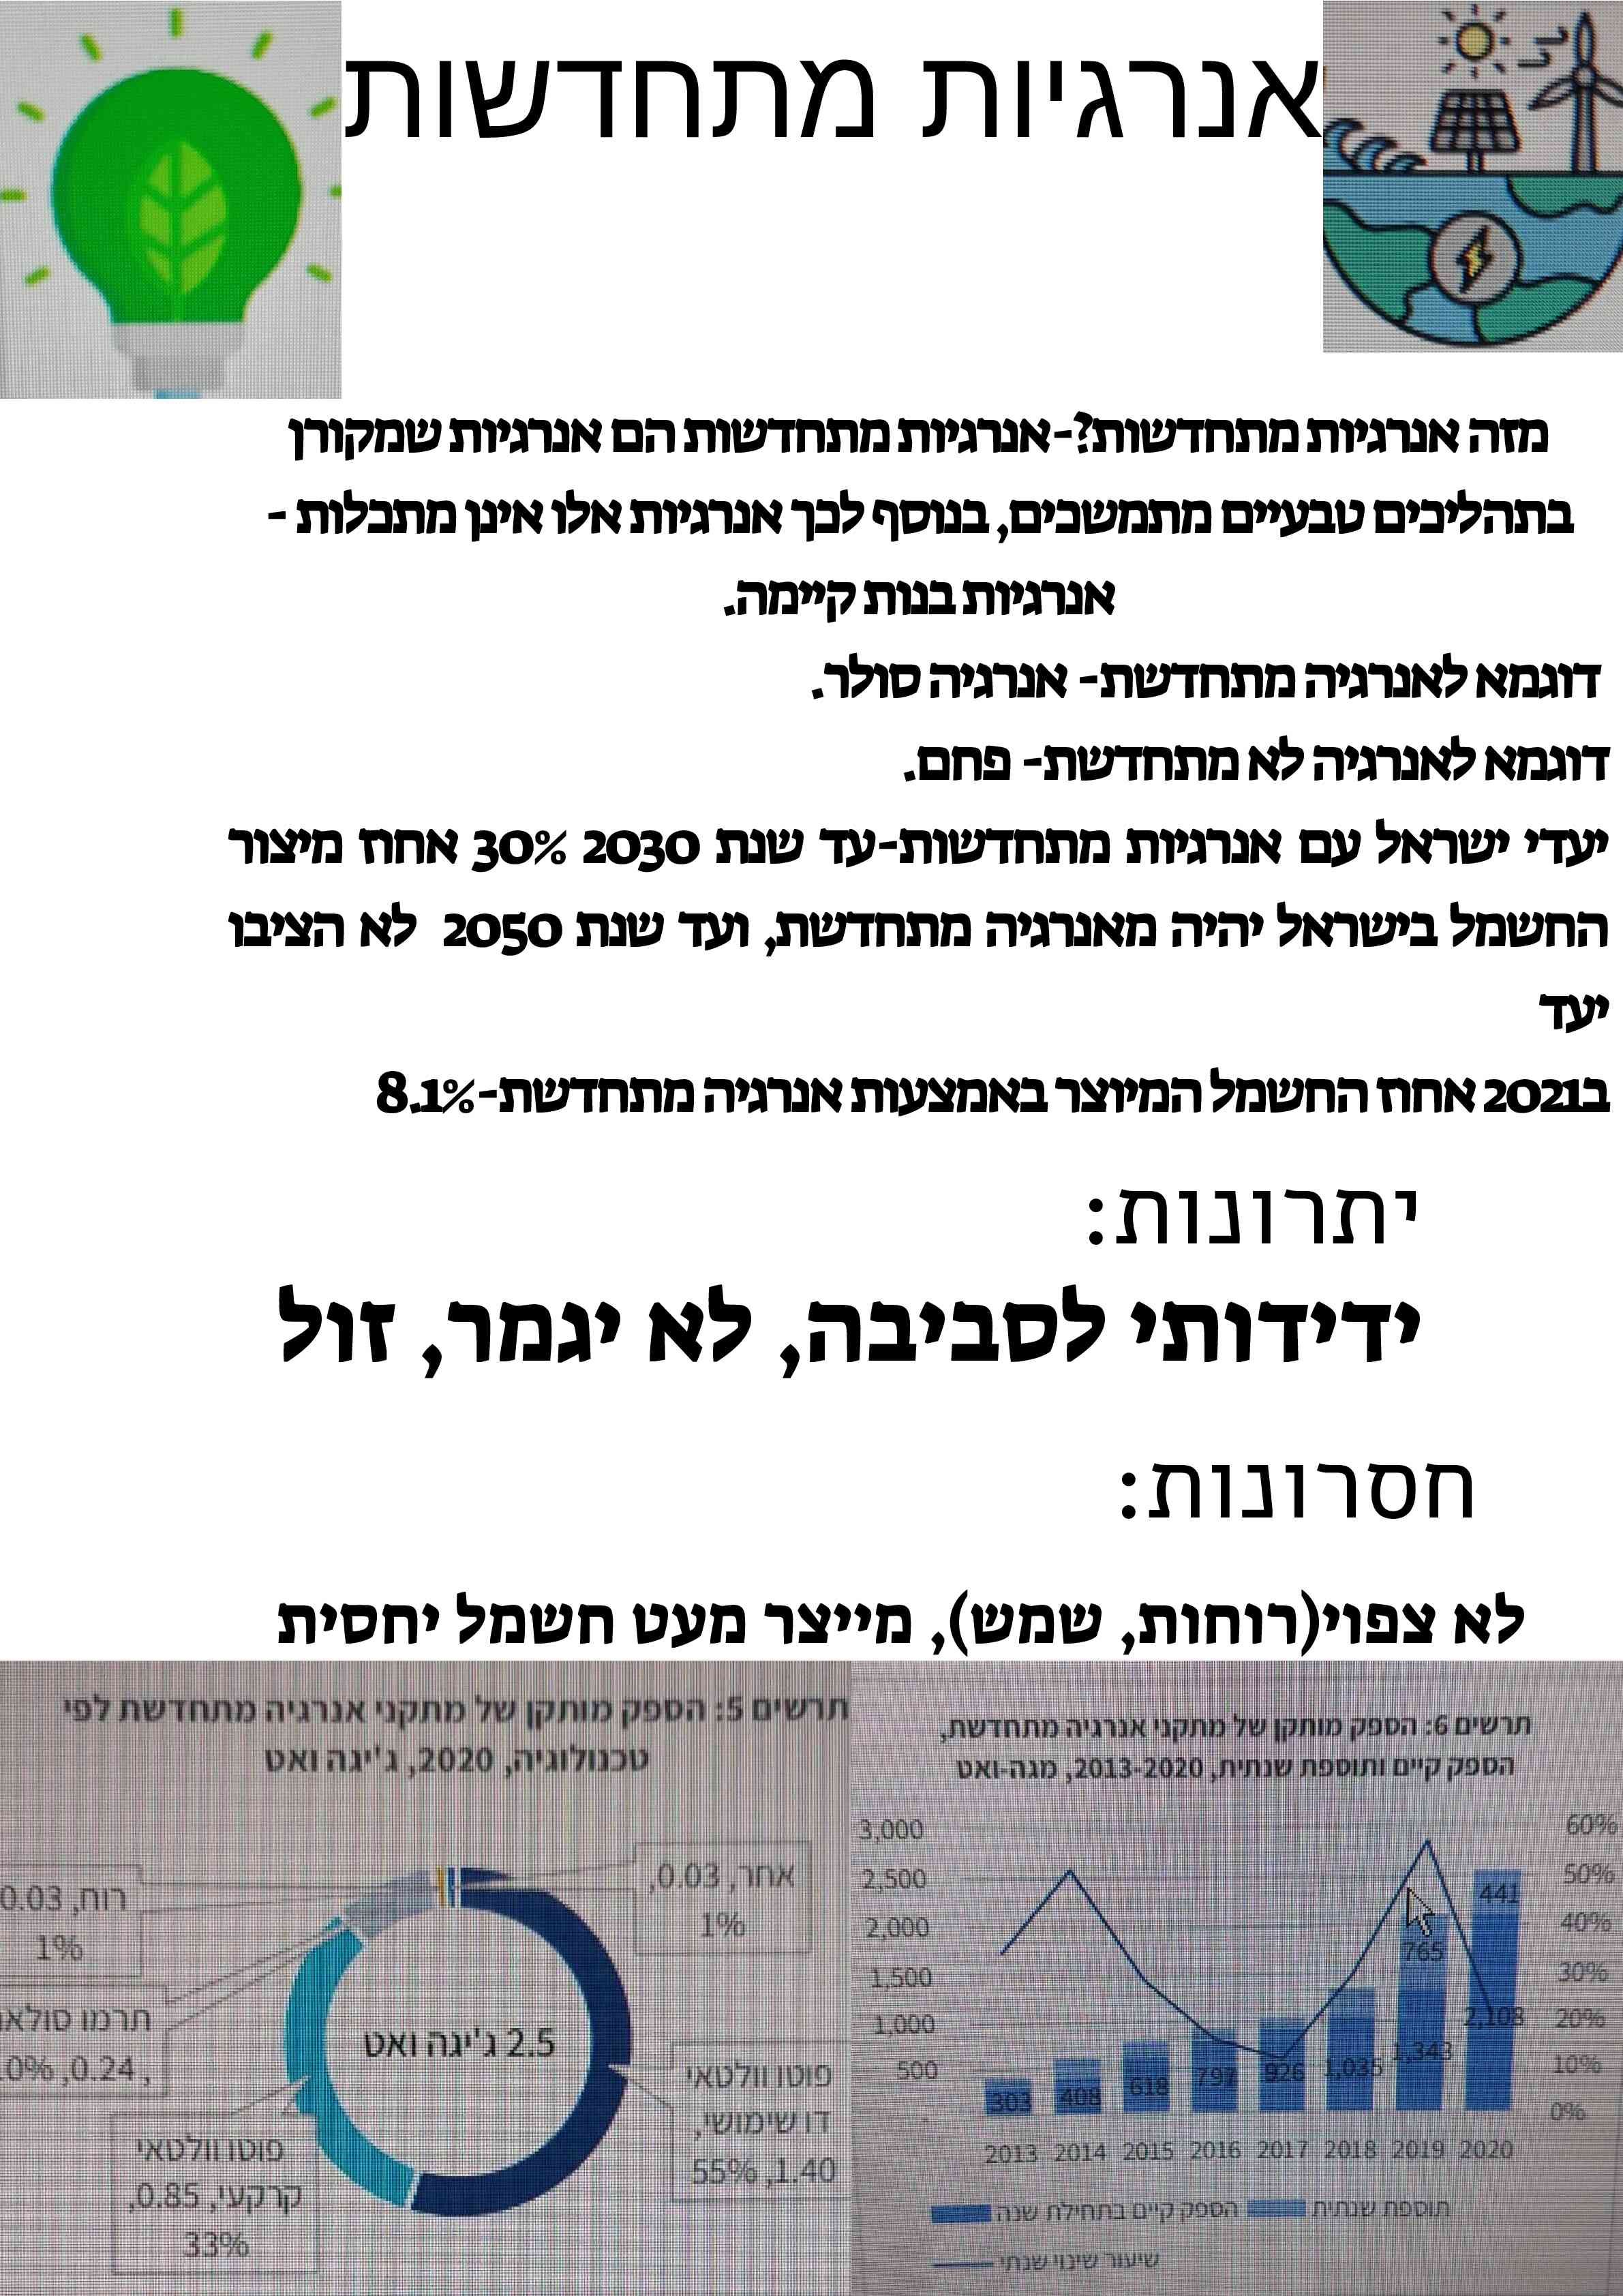 אנרגיות מתחדשות
מזה אנרגיות מתחדשות?-אנרגיות מתחדשות הם אנרגיות שמקורן
בתהליכים טבעיים מתמשכים, בנוסף לכך אנרגיות אלו אינן מתכלות -
אנרגיות בנות קיימה.
דוגמא לאנרגיה מתחדשת- אנרגיה סולר.
דוגמא לאנרגיה לא מתחדשת- פחם.
יעדי ישראל עם אנרגיות מתחדשות-עד שנת 2030 30% אחוז מיצור
החשמל בישראל יהיה מאנרגיה מתחדשת, ועד שנת 2050 לא הציבו
יעד
ב2021 אחוז החשמל המיוצר באמצעות אנרגיה מתחדשת-8.1%
יתרונות:
ידידותי לסביבה, לא יגמר, זול
חסרונות:
לא צפוי(רוחות, שמש), מייצר מעט חשמל יחסית
תרשים 6: הספק מותקן של מתקני אנרגיה מתחדשת,
הספק קיים ותוספת שנתית, 2013-2020, מגה-ואט
3,000
2,500
2,000
1,500
1,000
500
60%
50%
40%
30%
20%
10%
0%
441
765
303 408 618 797 926 1,035 1,343 2,108
2013 2014 2015 2016 2017 2018 2019 2020
הספק קיים בתחילת שנה תוספת שנתית
שיעור שינוי שנתי
תרשים 5: הספק מותקן של מתקני אנרגיה מתחדשת לפי
טכנולוגיה, 2020, ג'יגה ואט
אחר, 0.03,
1%
רוח, 0.03
1%
תרמו
0.24, 0%
2.5 ג'יגה ואט
פוטו וולטאי
דו שימושי,
1.40, 55%
פוטו וולטאי
קרקעי, 0.85,
33%